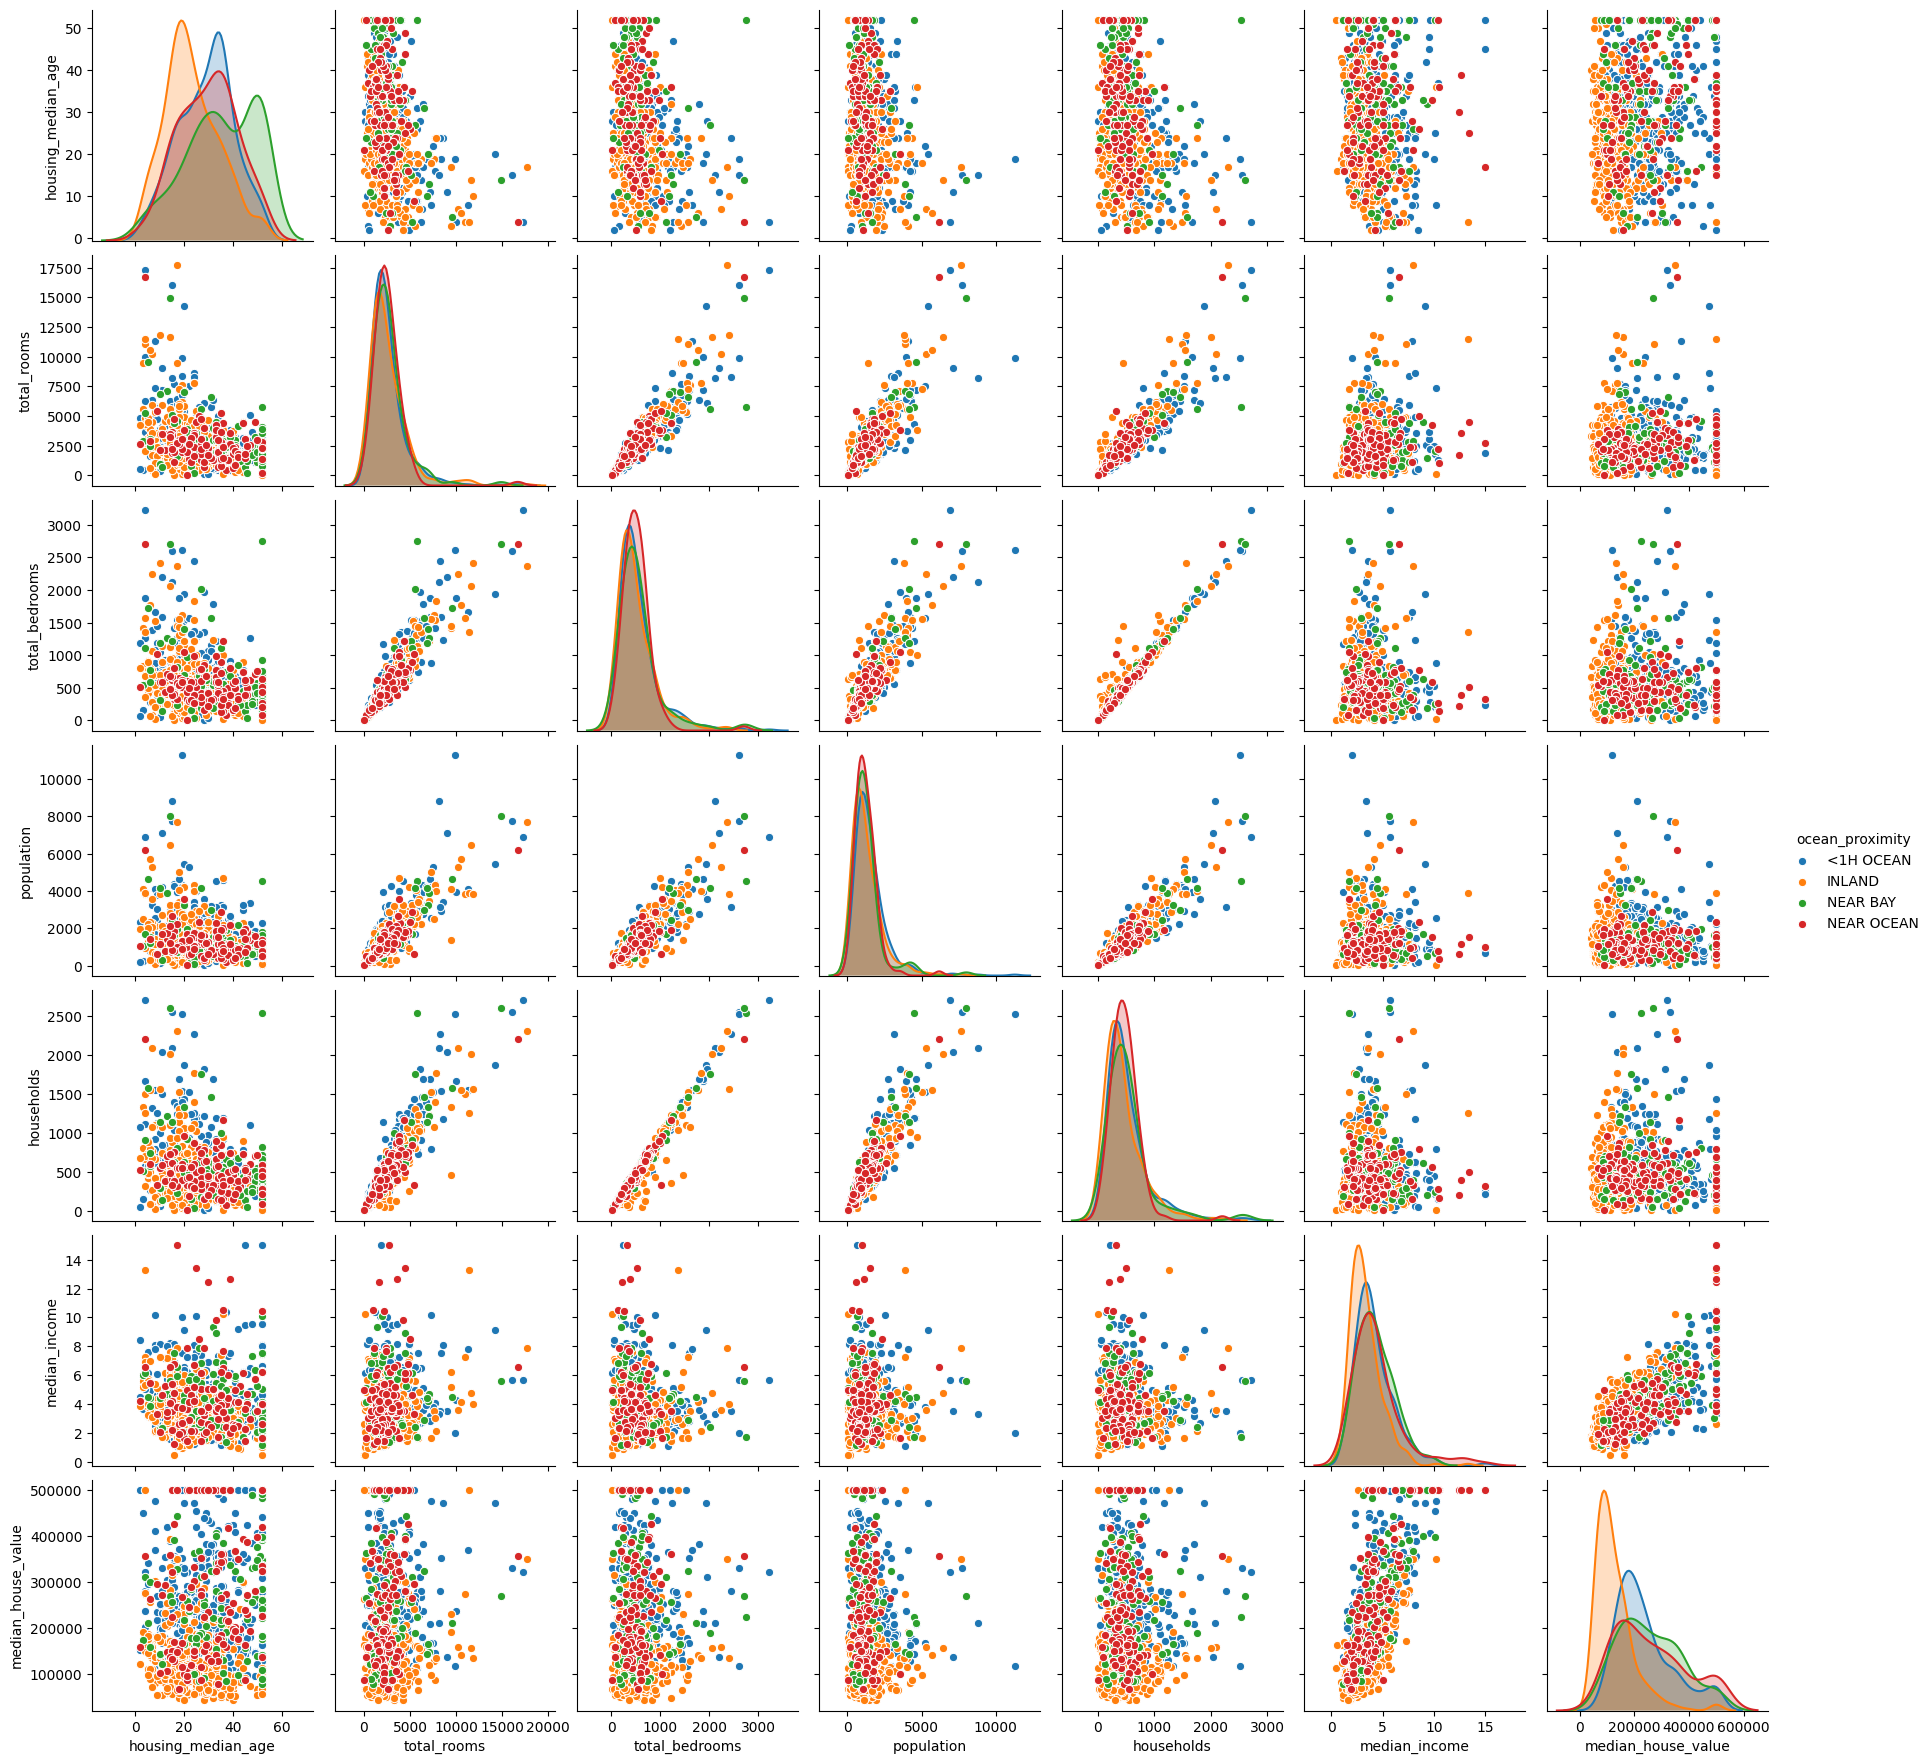 housing_median_age
50
40
30
20
10
0
total_rooms
17500
15000
12500
10000
7500
5000
2500
0
total_bedrooms
3000
2500
2000
1500
1000
500
0
population
10000
8000
6000
4000
2000
0
ocean_proximity
<1H OCEAN
INLAND
NEAR BAY
NEAR OCEAN
households
2500
2000
1500
1000
500
0
median_income
14
12
10
8
6
4
2
0
median_house_value
500000
400000
300000
200000
100000
0 20 40 60
0 5000 10000 15000 20000
0 1000 2000 3000
0 5000 10000
0 1000 2000 3000
0 5 10 15
0 200000 400000 600000
housing_median_age
total_rooms
total_bedrooms
population
households
median_income
median_house_value